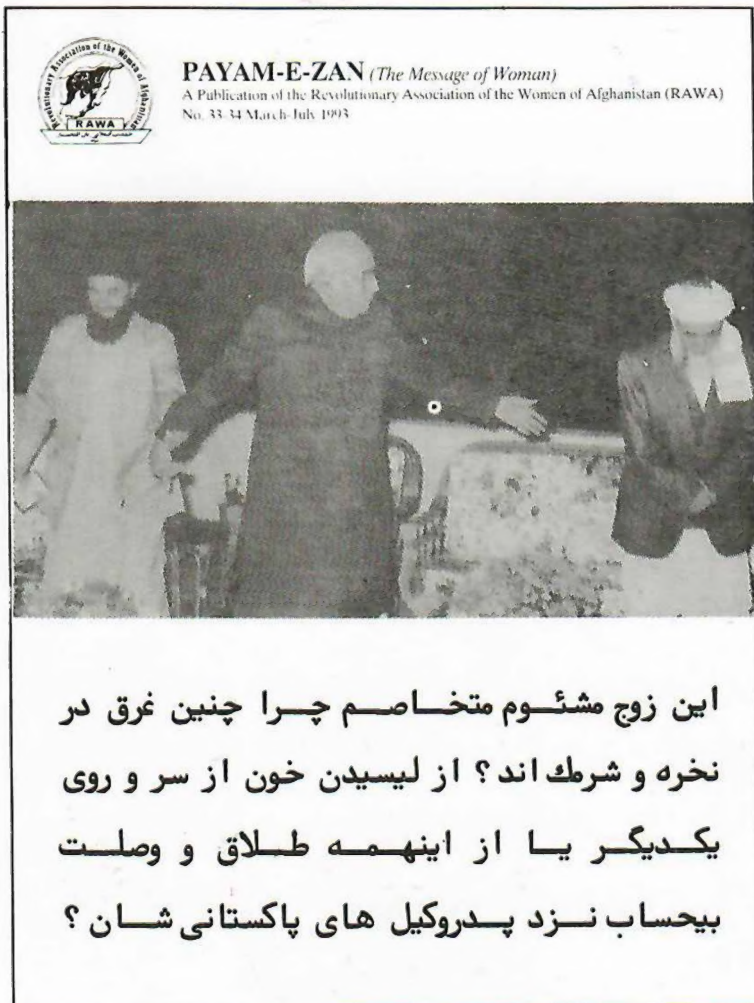 Revolutionary Association of the Women of Afghanistan
RAWA
PAYAM-E-ZAN (The Message of Woman)
A Publication of the Revolutionary Association of the Women of Afghanistan (RAWA)
No. 33-34 March-July 1993
این زوج مشئوم متخاصم چرا چنین غرق در
نخره و شرمك اند؟ از لیسیدن خون از سر و روی
یکدیگر یا از اینهمه طلاق و وصلت
بیحساب نزد پدروکیل های پاکستانی شان ؟